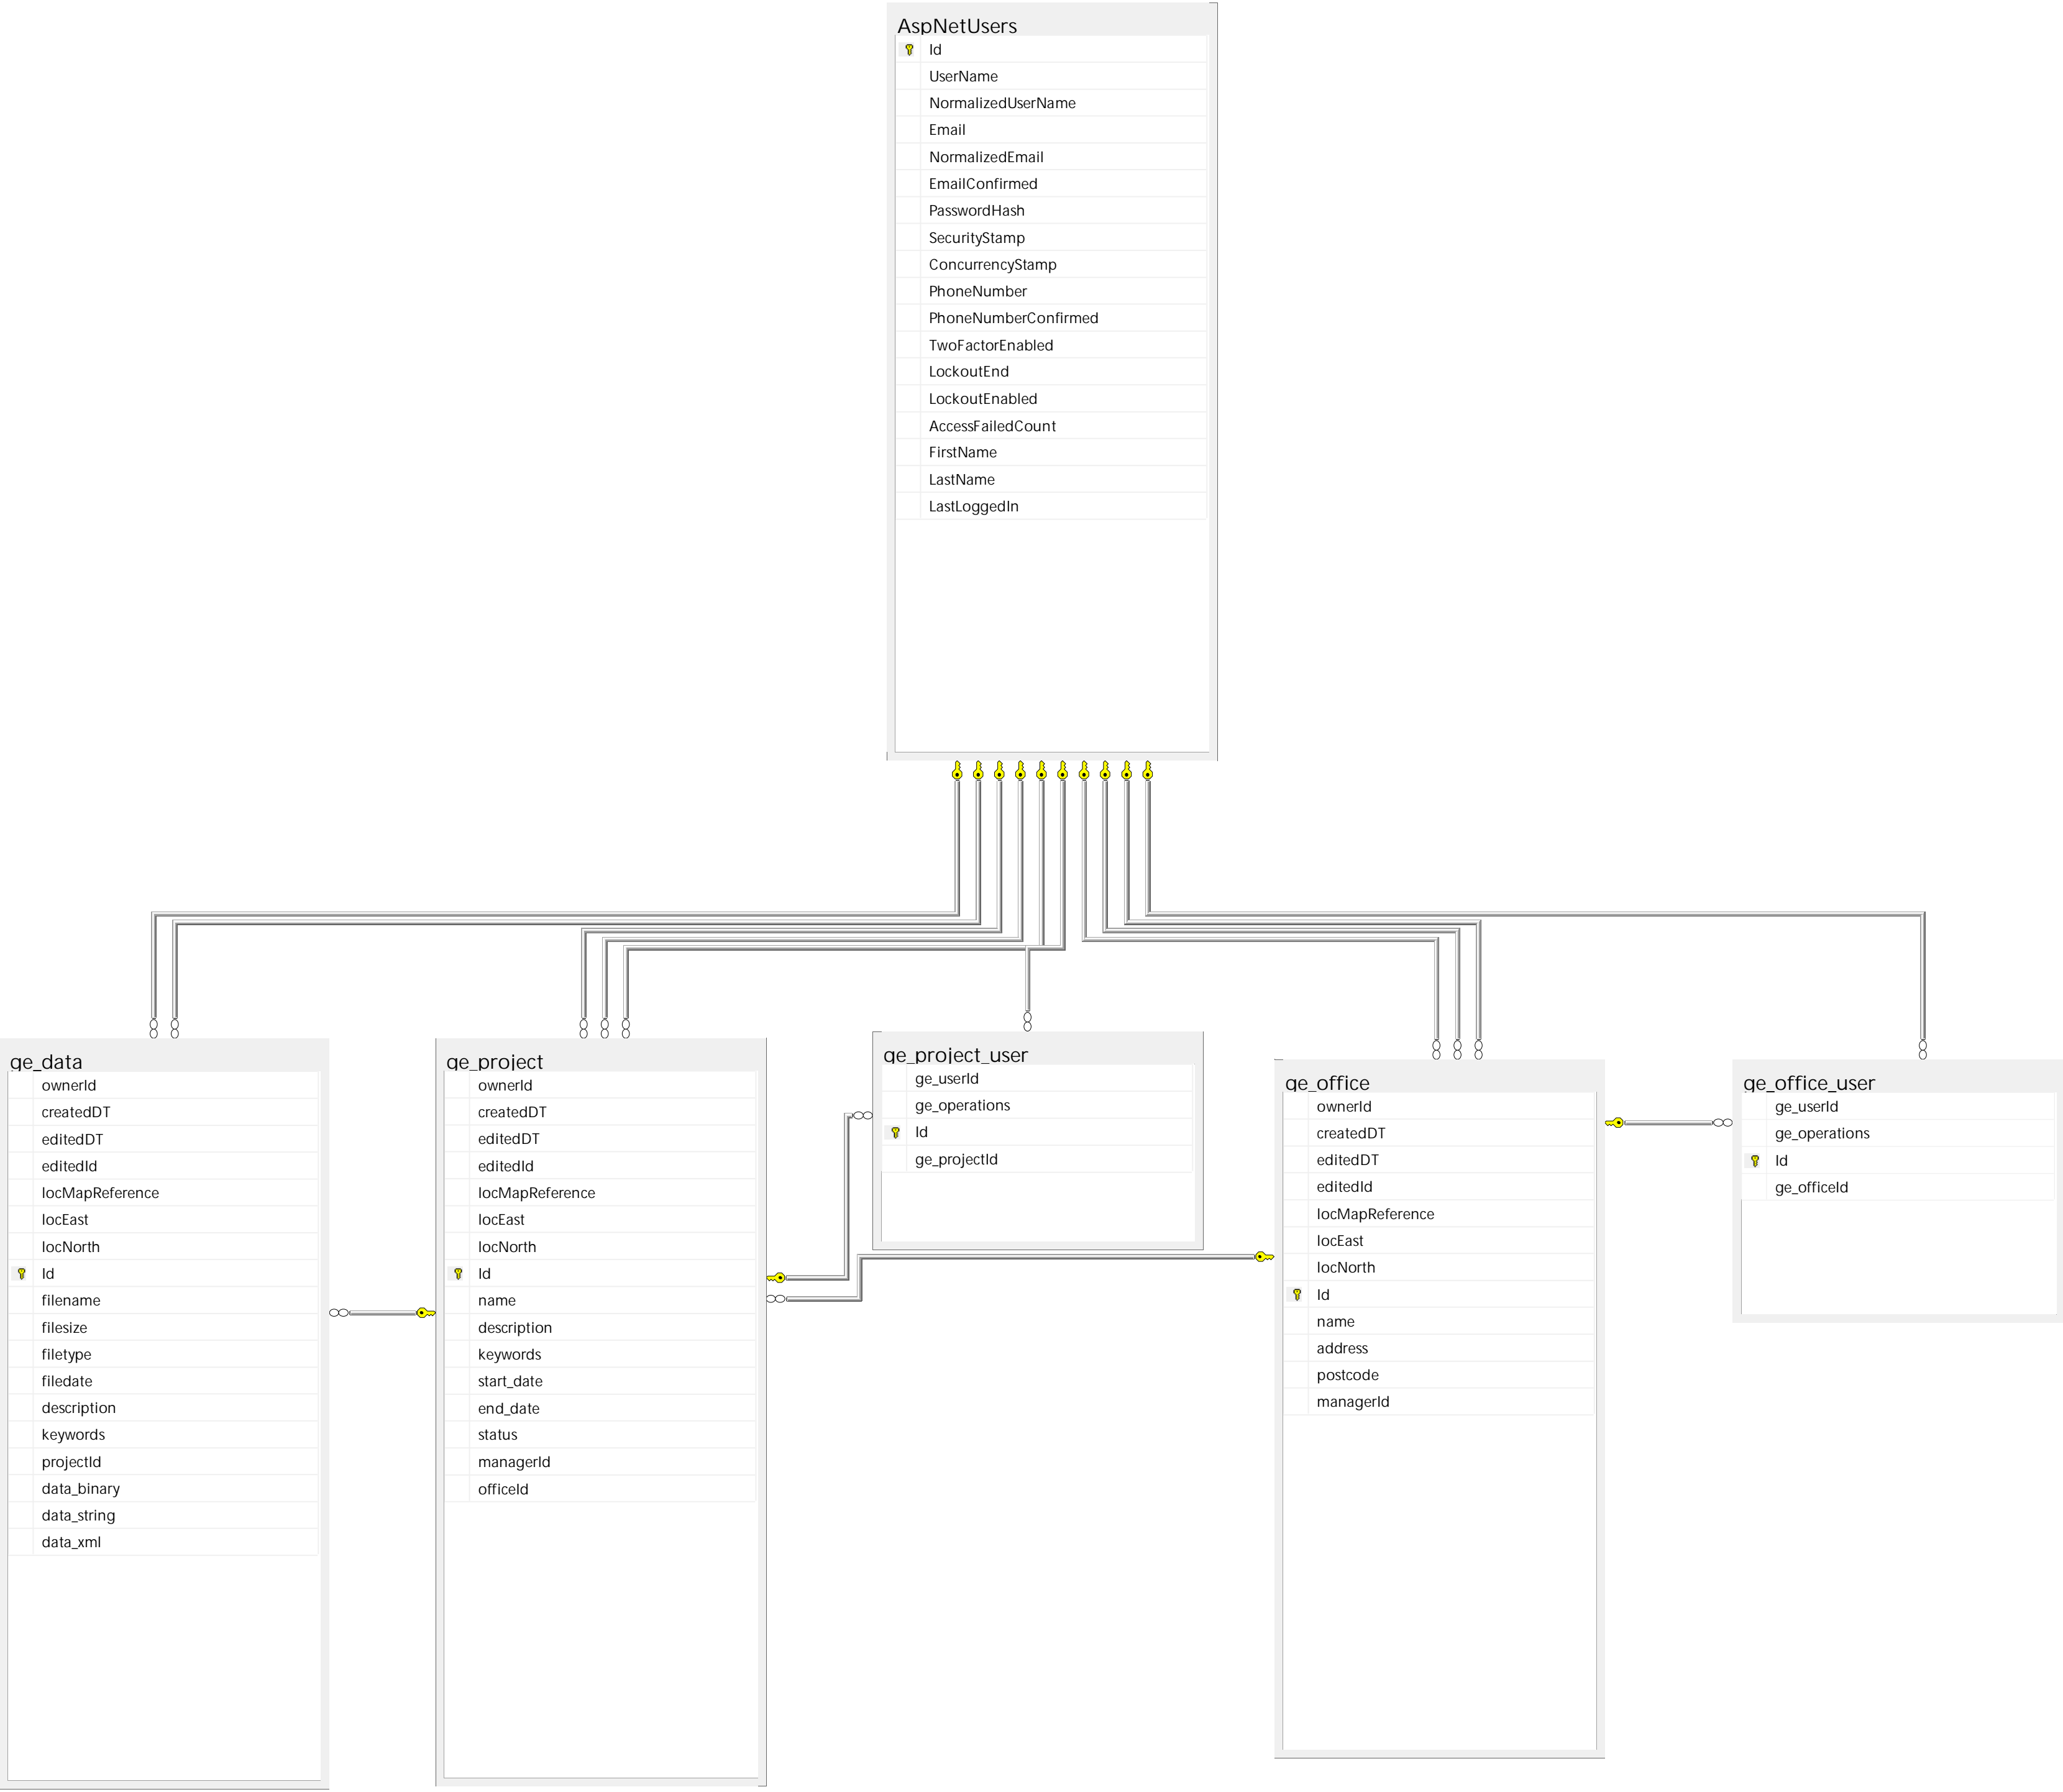 AspNetUsers
Id
UserName
NormalizedUserName
Email
NormalizedEmail
EmailConfirmed
PasswordHash
SecurityStamp
ConcurrencyStamp
PhoneNumber
PhoneNumberConfirmed
TwoFactorEnabled
LockoutEnd
LockoutEnabled
AccessFailedCount
FirstName
LastName
LastLoggedIn
ge_data
ownerId
createdDT
editedDT
editedId
locMapReference
locEast
locNorth
Id
filename
filesize
filetype
filedate
description
keywords
projectId
data_binary
data_string
data_xml
ge_project
ownerId
createdDT
editedDT
editedId
locMapReference
locEast
locNorth
Id
name
description
keywords
start_date
end_date
status
managerId
officeId
ge_project_user
ge_userId
ge_operations
Id
ge_projectId
ge_office
ownerId
createdDT
editedDT
editedId
locMapReference
locEast
locNorth
Id
name
address
postcode
managerId
ge_office_user
ge_userId
ge_operations
Id
ge_officeId